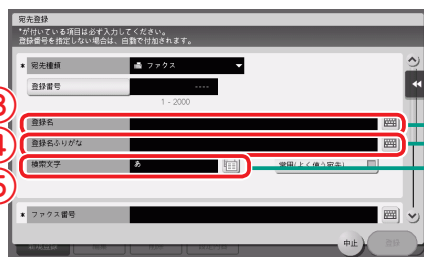 宛先登録
*が付いている項目は必ず入力してください。
登録番号を指定しない場合は、自動で付加されます。
* 宛先種類 ファクス
登録番号 ----
1 - 2000
③ 登録名
④ 登録名ふりがな
⑤ 検索文字 あ 常用(よく使う宛先)
* ファクス番号
中止 登録
新規登録